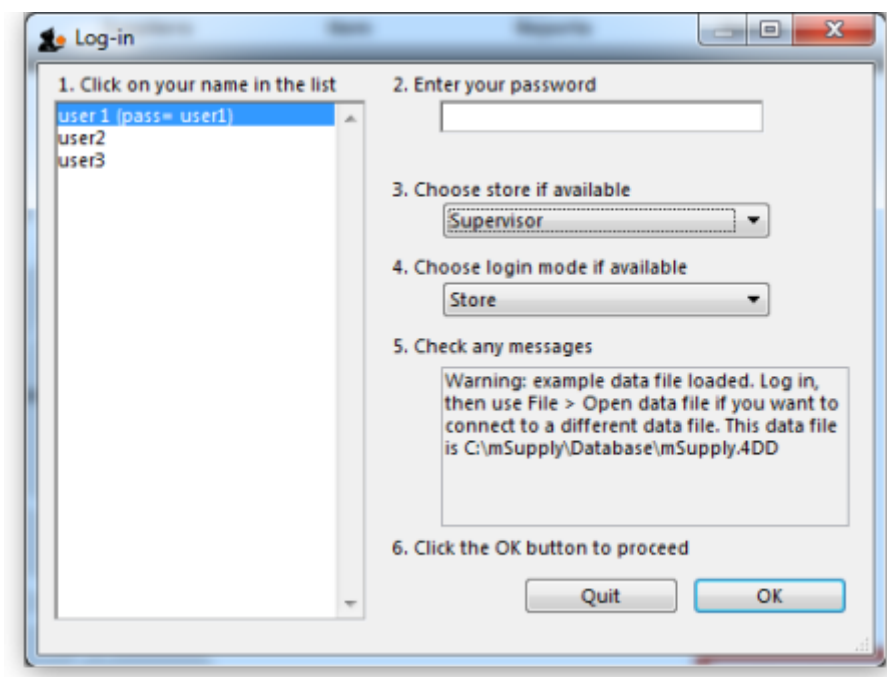 Log-in
1. Click on your name in the list
user 1 (pass= user1)
user2
user3
2. Enter your password
3. Choose store if available
Supervisor
4. Choose login mode if available
Store
5. Check any messages
Warning: example data file loaded. Log in,
then use File > Open data file if you want to
connect to a different data file. This data file
is C:\mSupply\Database\mSupply.4DD
6. Click the OK button to proceed
Quit
OK